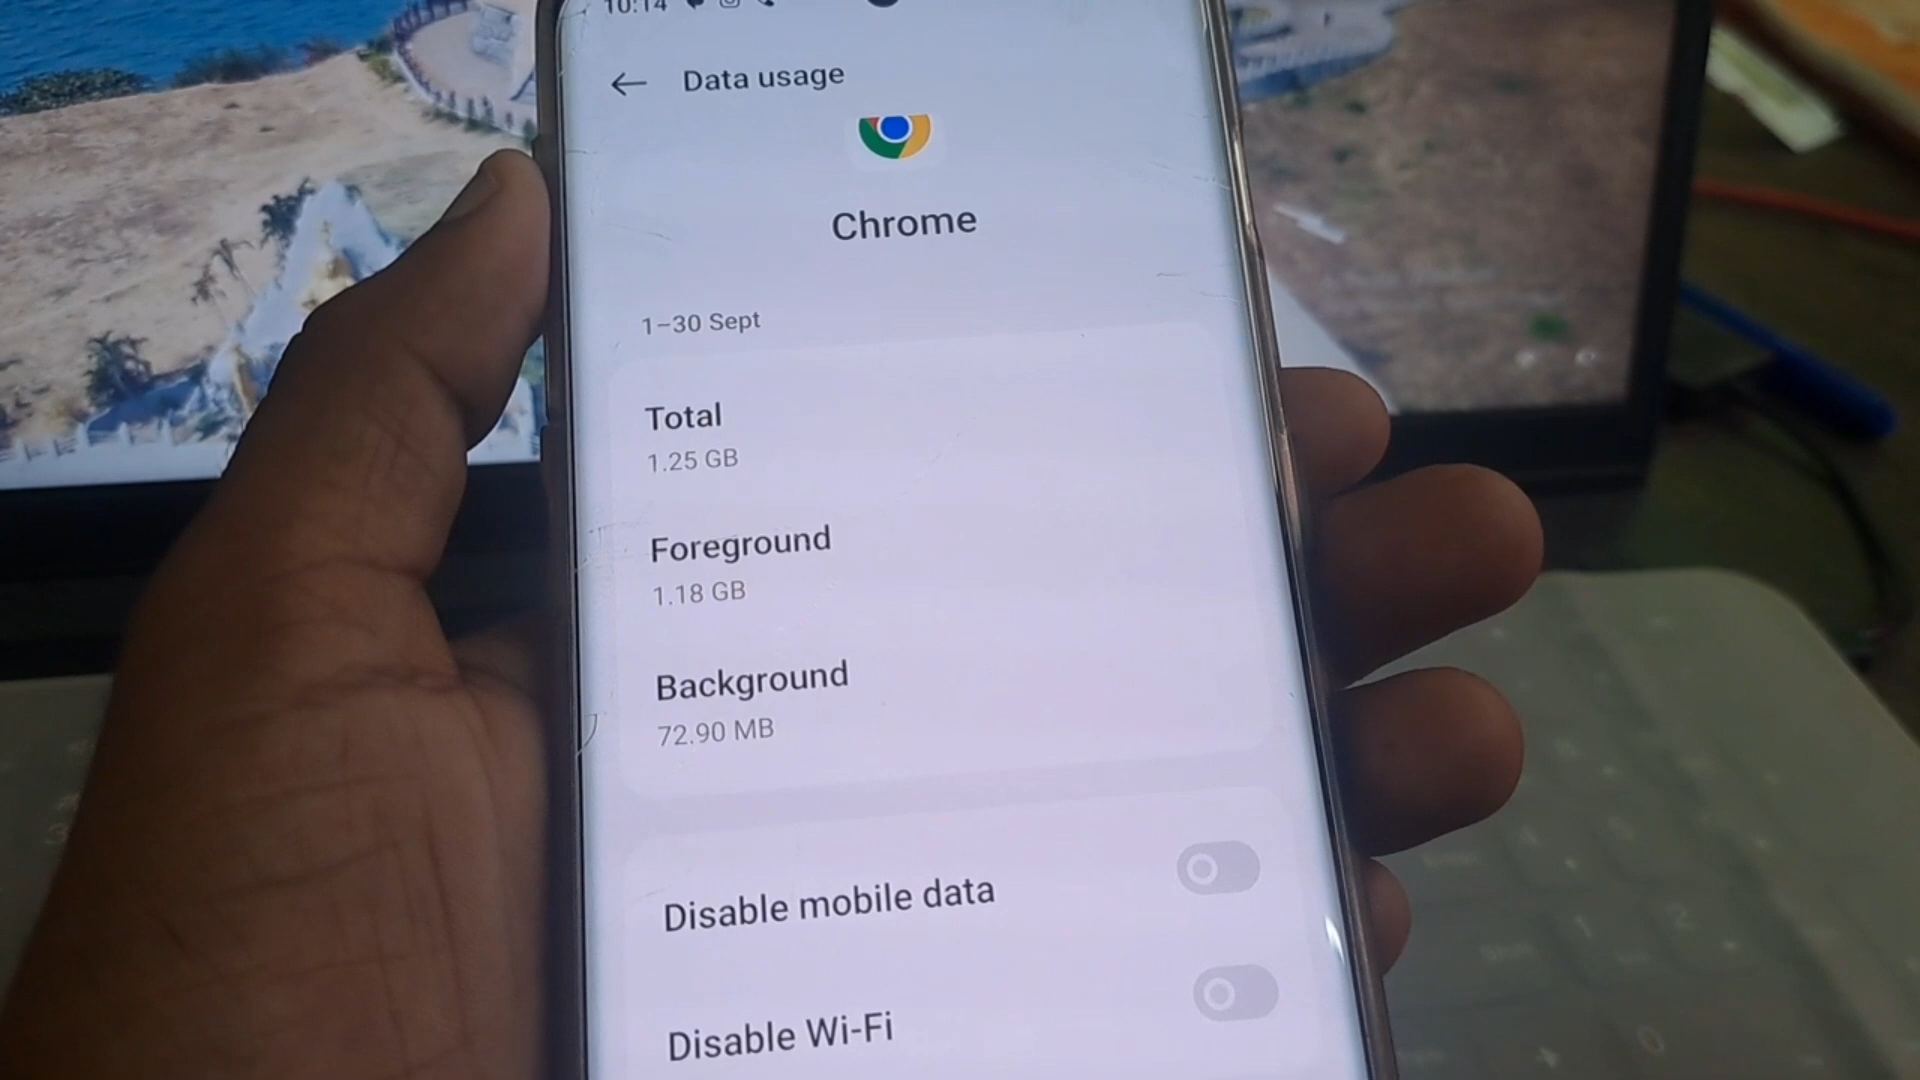 10:14
Data usage
Chrome
1–30 Sept
Total
1.25 GB
Foreground
1.18 GB
Background
72.90 MB
Disable mobile data
Disable Wi-Fi